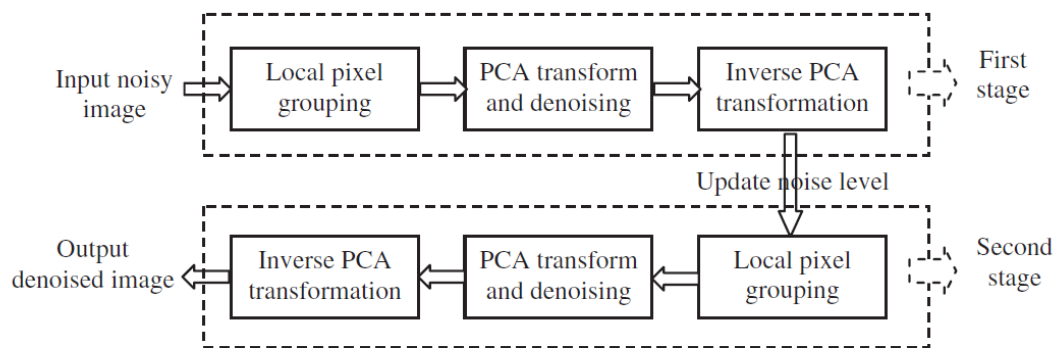 Input noisy
image
Local pixel
grouping
PCA transform
and denoising
Inverse PCA
transformation
First
stage
Update noise level
Output
denoised image
Inverse PCA
transformation
PCA transform
and denoising
Local pixel
grouping
Second
stage